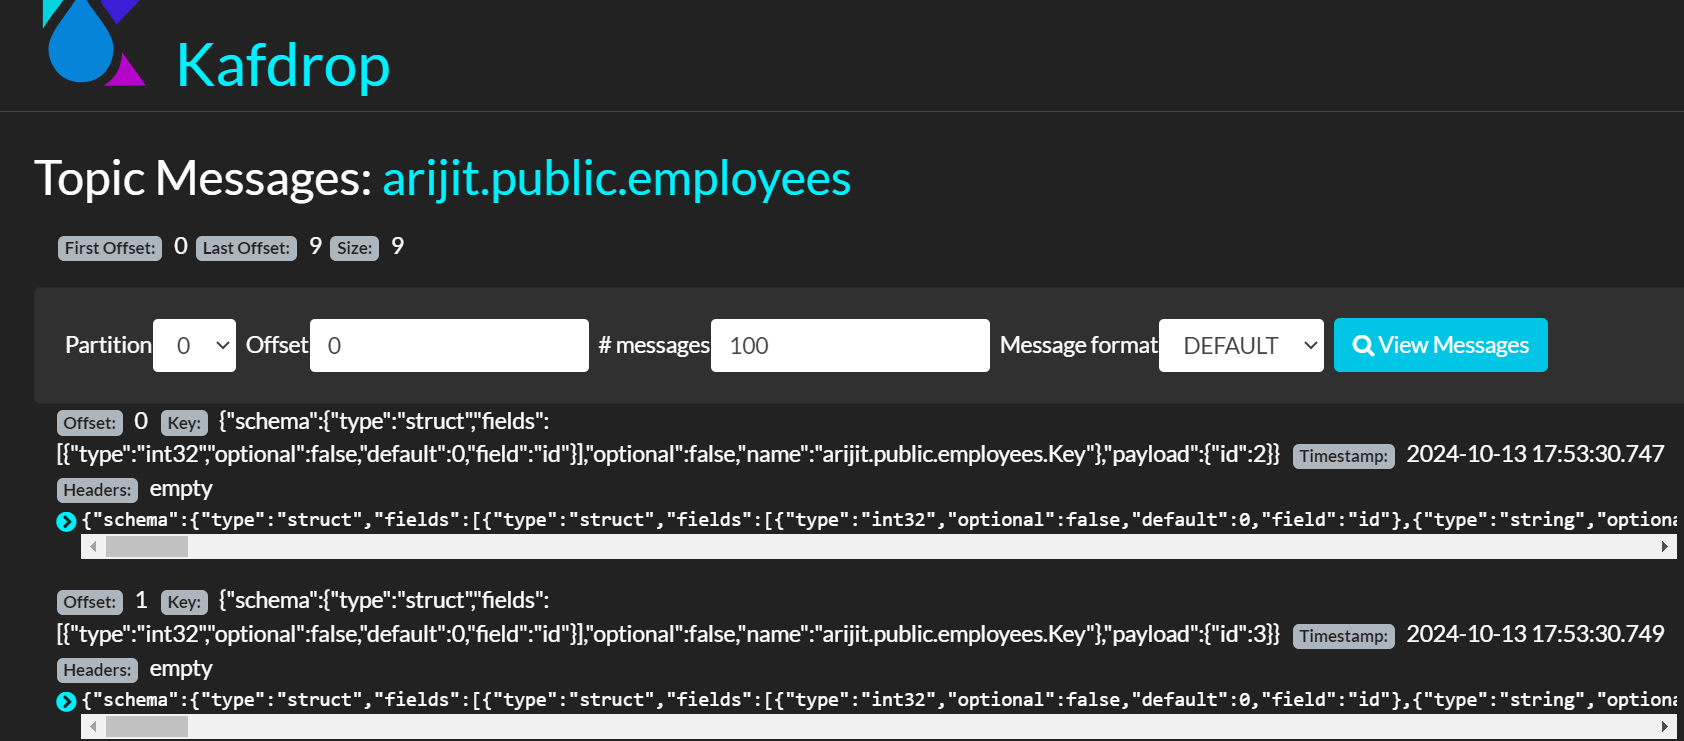 Kafdrop
Topic Messages: arijit.public.employees
First Offset: 0 Last Offset: 9 Size: 9
Partition 0 Offset 0 # messages 100 Message format DEFAULT View Messages
Offset: 0 Key: {"schema":{"type":"struct","fields":
[{"type":"int32","optional":false,"default":0,"field":"id"}],"optional":false,"name":"arijit.public.employees.Key"},"payload":{"id":2}} Timestamp: 2024-10-13 17:53:30.747
Headers: empty
{"schema":{"type":"struct","fields":[{"type":"struct","fields":[{"type":"int32","optional":false,"default":0,"field":"id"},{"type":"string","optiona
Offset: 1 Key: {"schema":{"type":"struct","fields":
[{"type":"int32","optional":false,"default":0,"field":"id"}],"optional":false,"name":"arijit.public.employees.Key"},"payload":{"id":3}} Timestamp: 2024-10-13 17:53:30.749
Headers: empty
{"schema":{"type":"struct","fields":[{"type":"struct","fields":[{"type":"int32","optional":false,"default":0,"field":"id"},{"type":"string","optiona